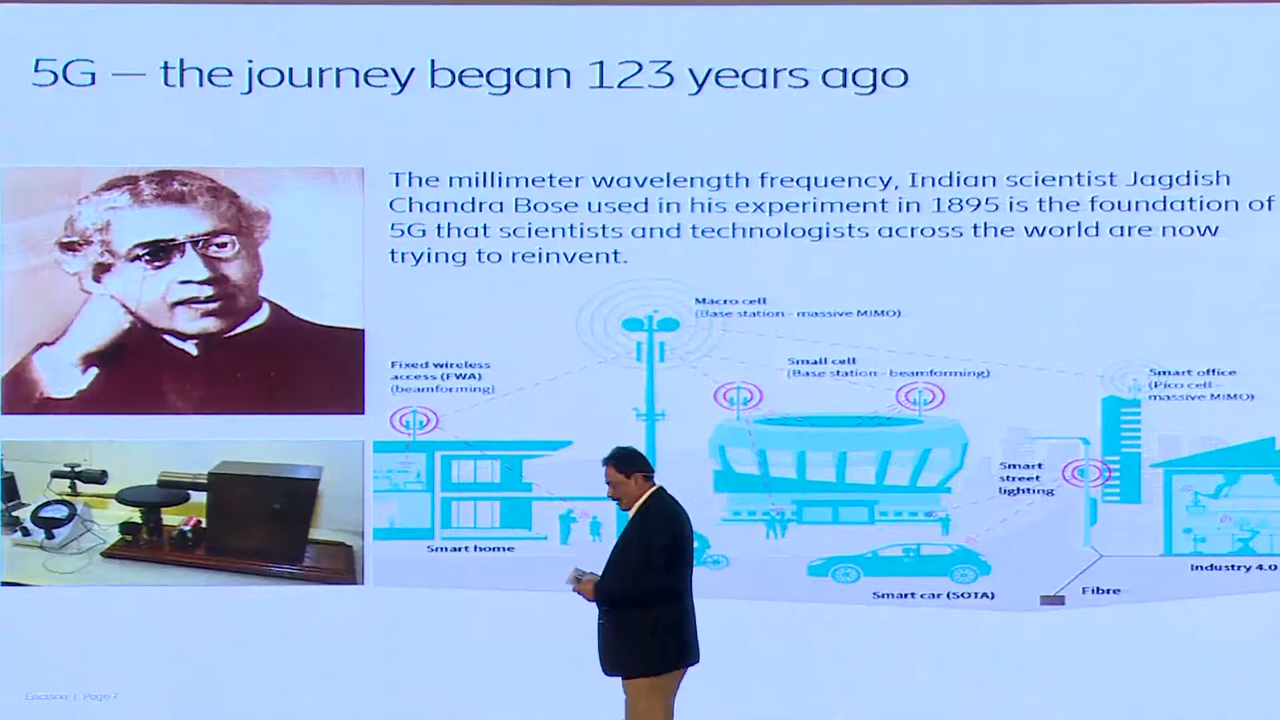 5G – the journey began 123 years ago
The millimeter wavelength frequency, Indian scientist Jagdish
Chandra Bose used in his experiment in 1895 is the foundation of
5G that scientists and technologists across the world are now
trying to reinvent.
Macro cell
(Base station - massive MIMO)
Fixed wireless
access (FWA)
(beamforming)
Small cell
(Base station - beamforming)
Smart office
(Pico cell -
massive MIMO)
Smart
street
lighting
Smart home
Smart car (SOTA)
Fibre
Industry 4.0
Ericsson | Page 7